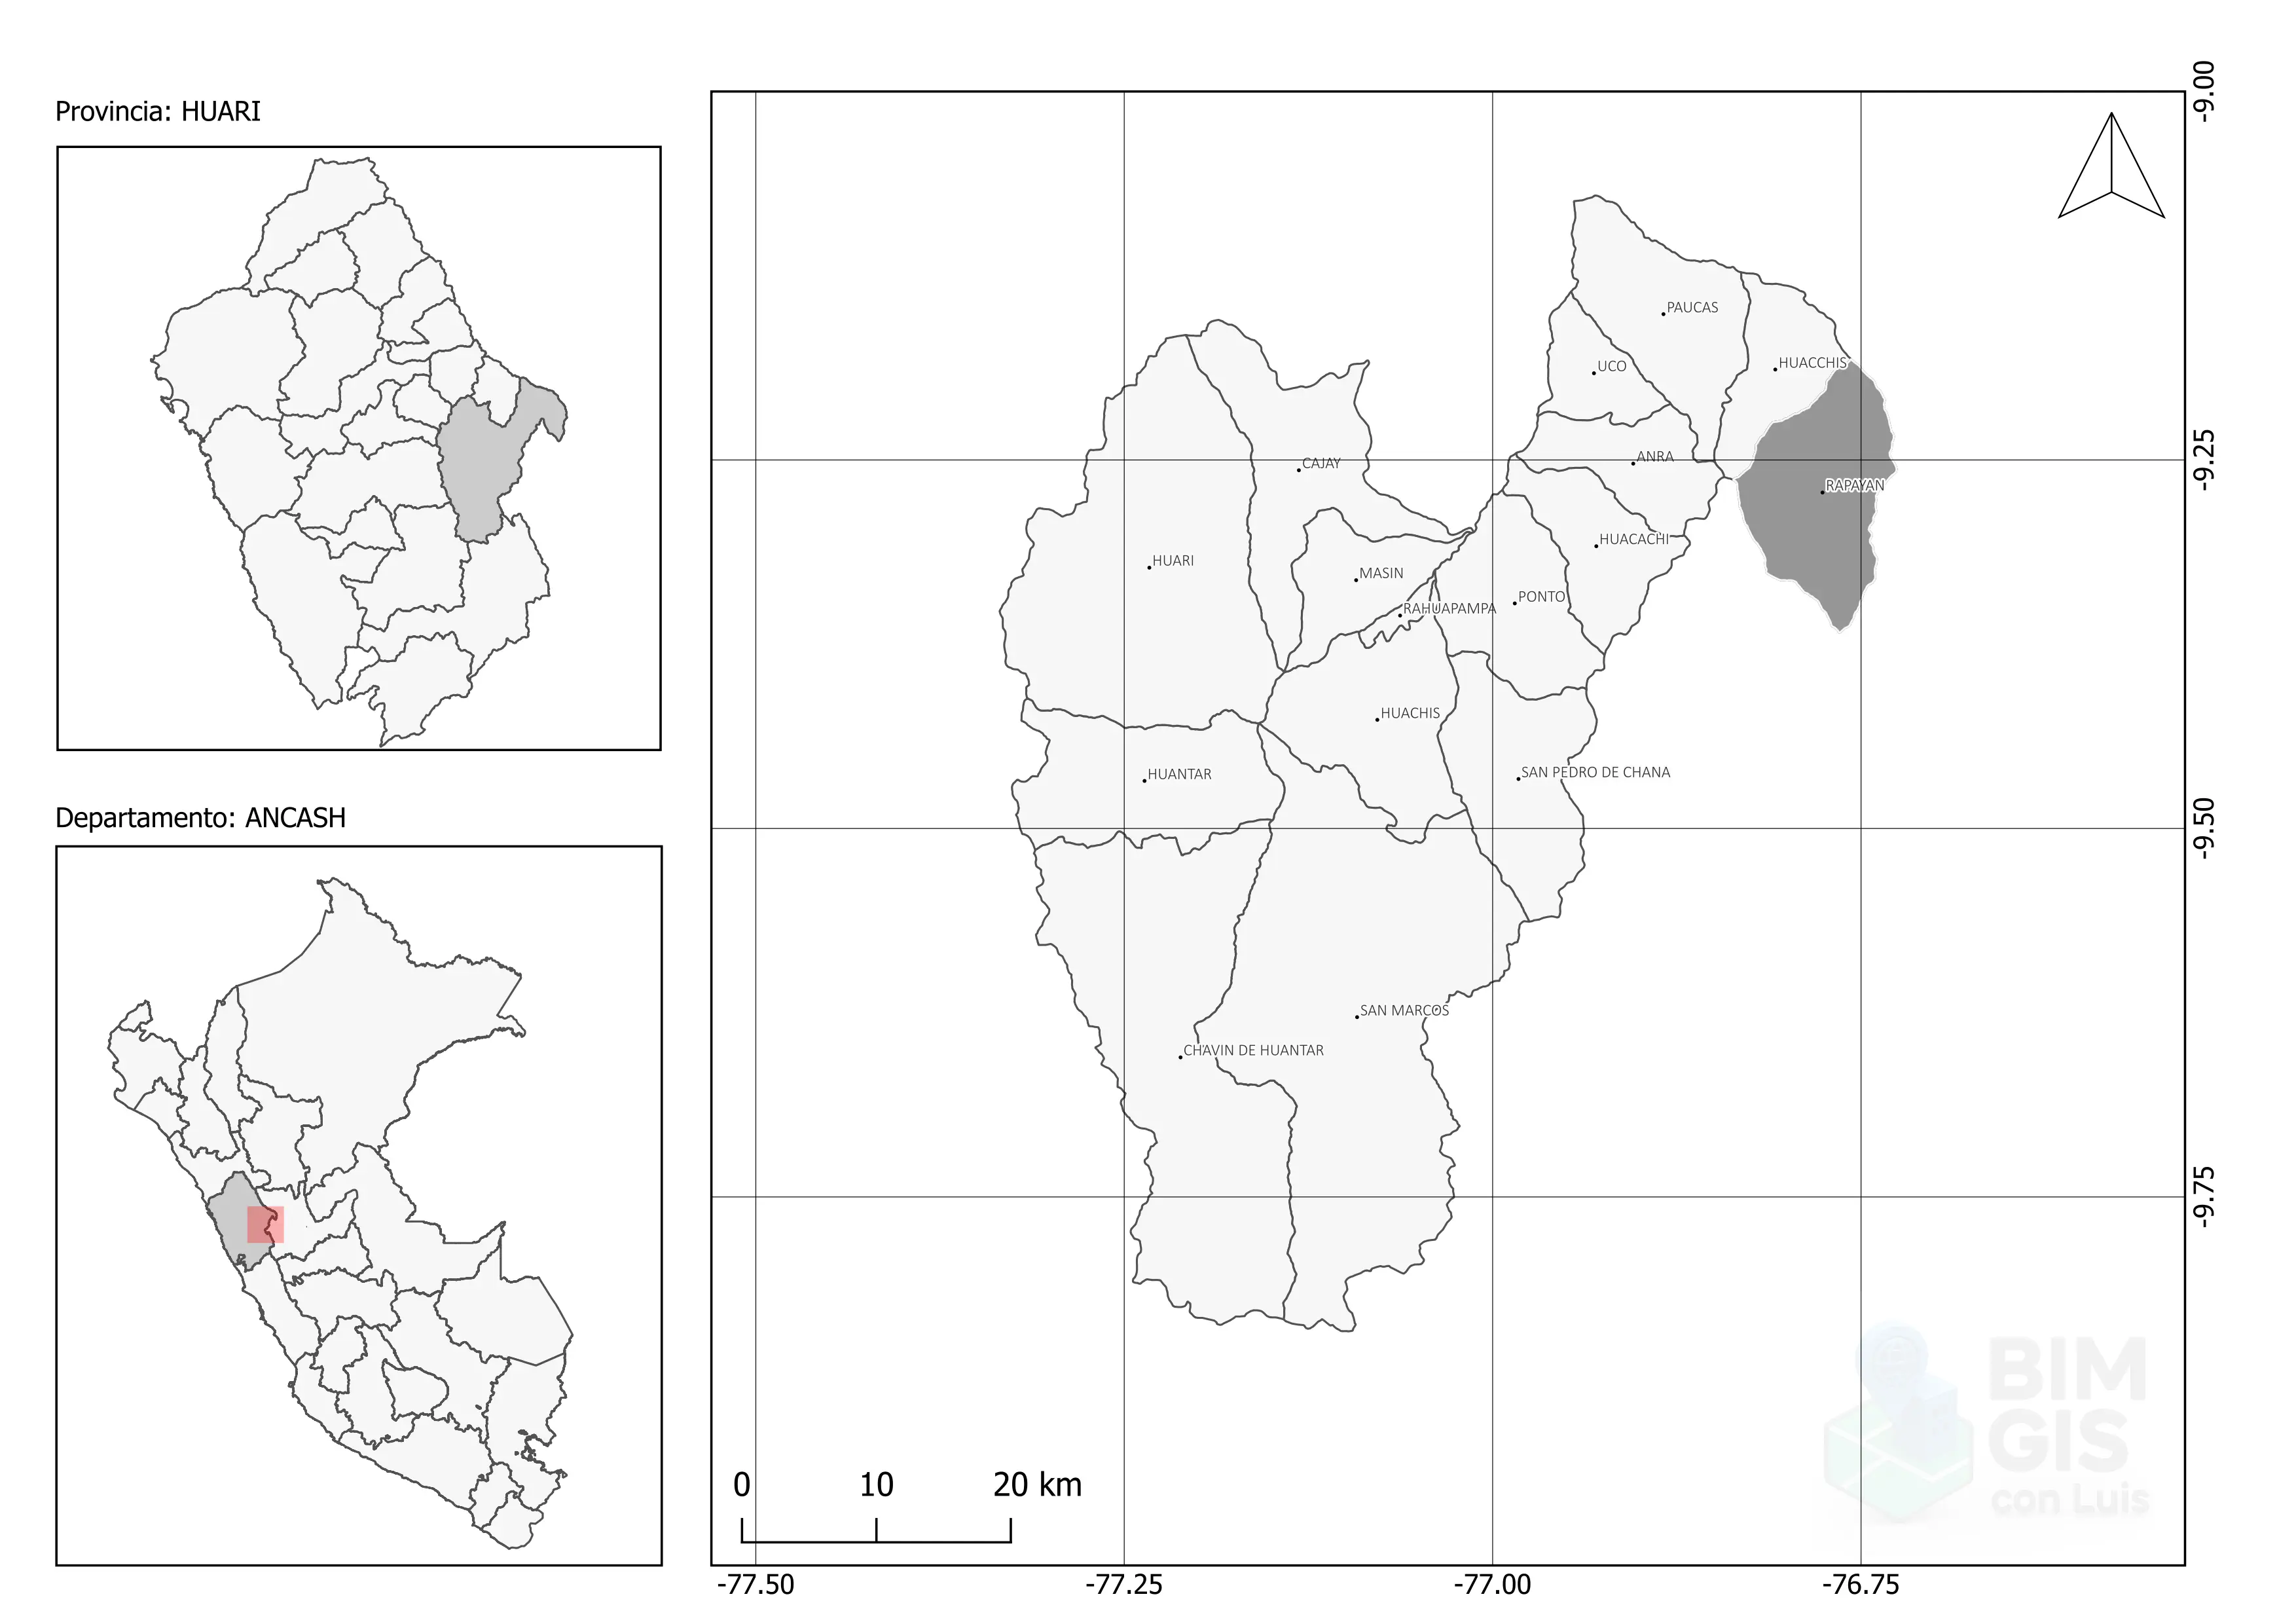 Provincia: HUARI
Departamento: ANCASH
-9.00
-9.25
-9.50
-9.75
PAUCAS
UCO
HUACCHIS
CAJAY
ANRA
RAPAYAN
HUARI
HUACACHI
MASIN
PONTO
RAHUAPAMPA
HUACHIS
HUANTAR
SAN PEDRO DE CHANA
SAN MARCOS
CHAVIN DE HUANTAR
BIM
GIS
con Luis
0 10 20 km
-77.50 -77.25 -77.00 -76.75